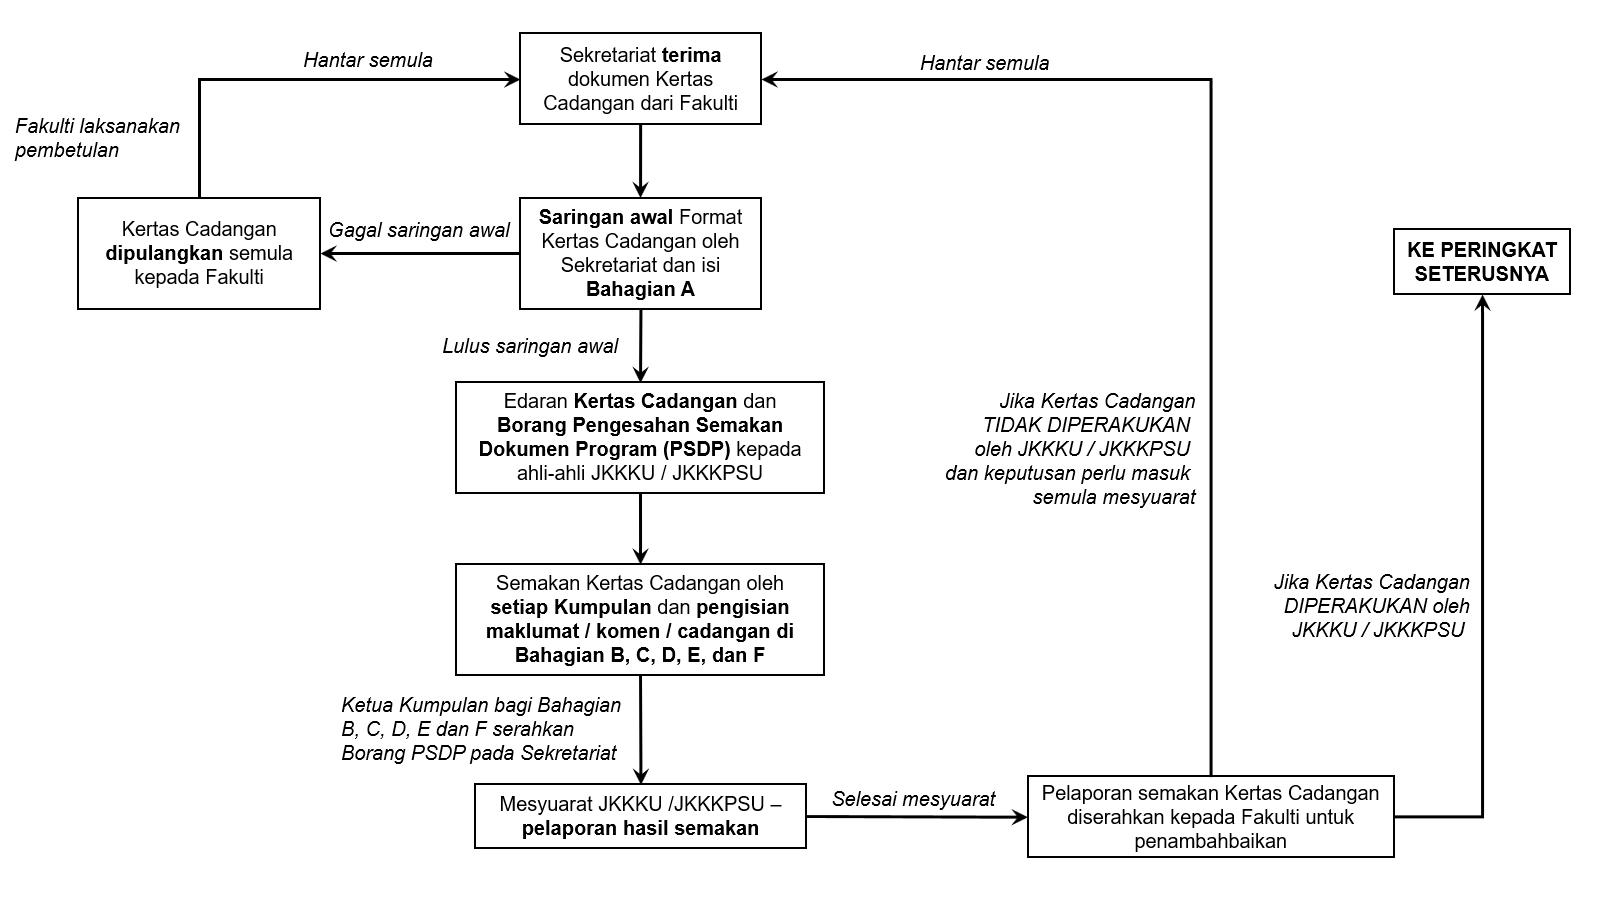 Hantar semula
Sekretariat terima
dokumen Kertas
Cadangan dari Fakulti
Hantar semula
Fakulti laksanakan
pembetulan
Kertas Cadangan
dipulangkan semula
kepada Fakulti
Gagal saringan awal
Saringan awal Format
Kertas Cadangan oleh
Sekretariat dan isi
Bahagian A
KE PERINGKAT
SETERUSNYA
Lulus saringan awal
Edaran Kertas Cadangan dan
Borang Pengesahan Semakan
Dokumen Program (PSDP) kepada
ahli-ahli JKKKU / JKKKPSU
Jika Kertas Cadangan
TIDAK DIPERAKUKAN
oleh JKKKU / JKKKPSU
dan keputusan perlu masuk
semula mesyuarat
Semakan Kertas Cadangan oleh
setiap Kumpulan dan pengisian
maklumat / komen / cadangan di
Bahagian B, C, D, E, dan F
Jika Kertas Cadangan
DIPERAKUKAN oleh
JKKKU / JKKKPSU
Ketua Kumpulan bagi Bahagian
B, C, D, E dan F serahkan
Borang PSDP pada Sekretariat
Mesyuarat JKKKU /JKKKPSU –
pelaporan hasil semakan
Selesai mesyuarat
Pelaporan semakan Kertas Cadangan
diserahkan kepada Fakulti untuk
penambahbaikan